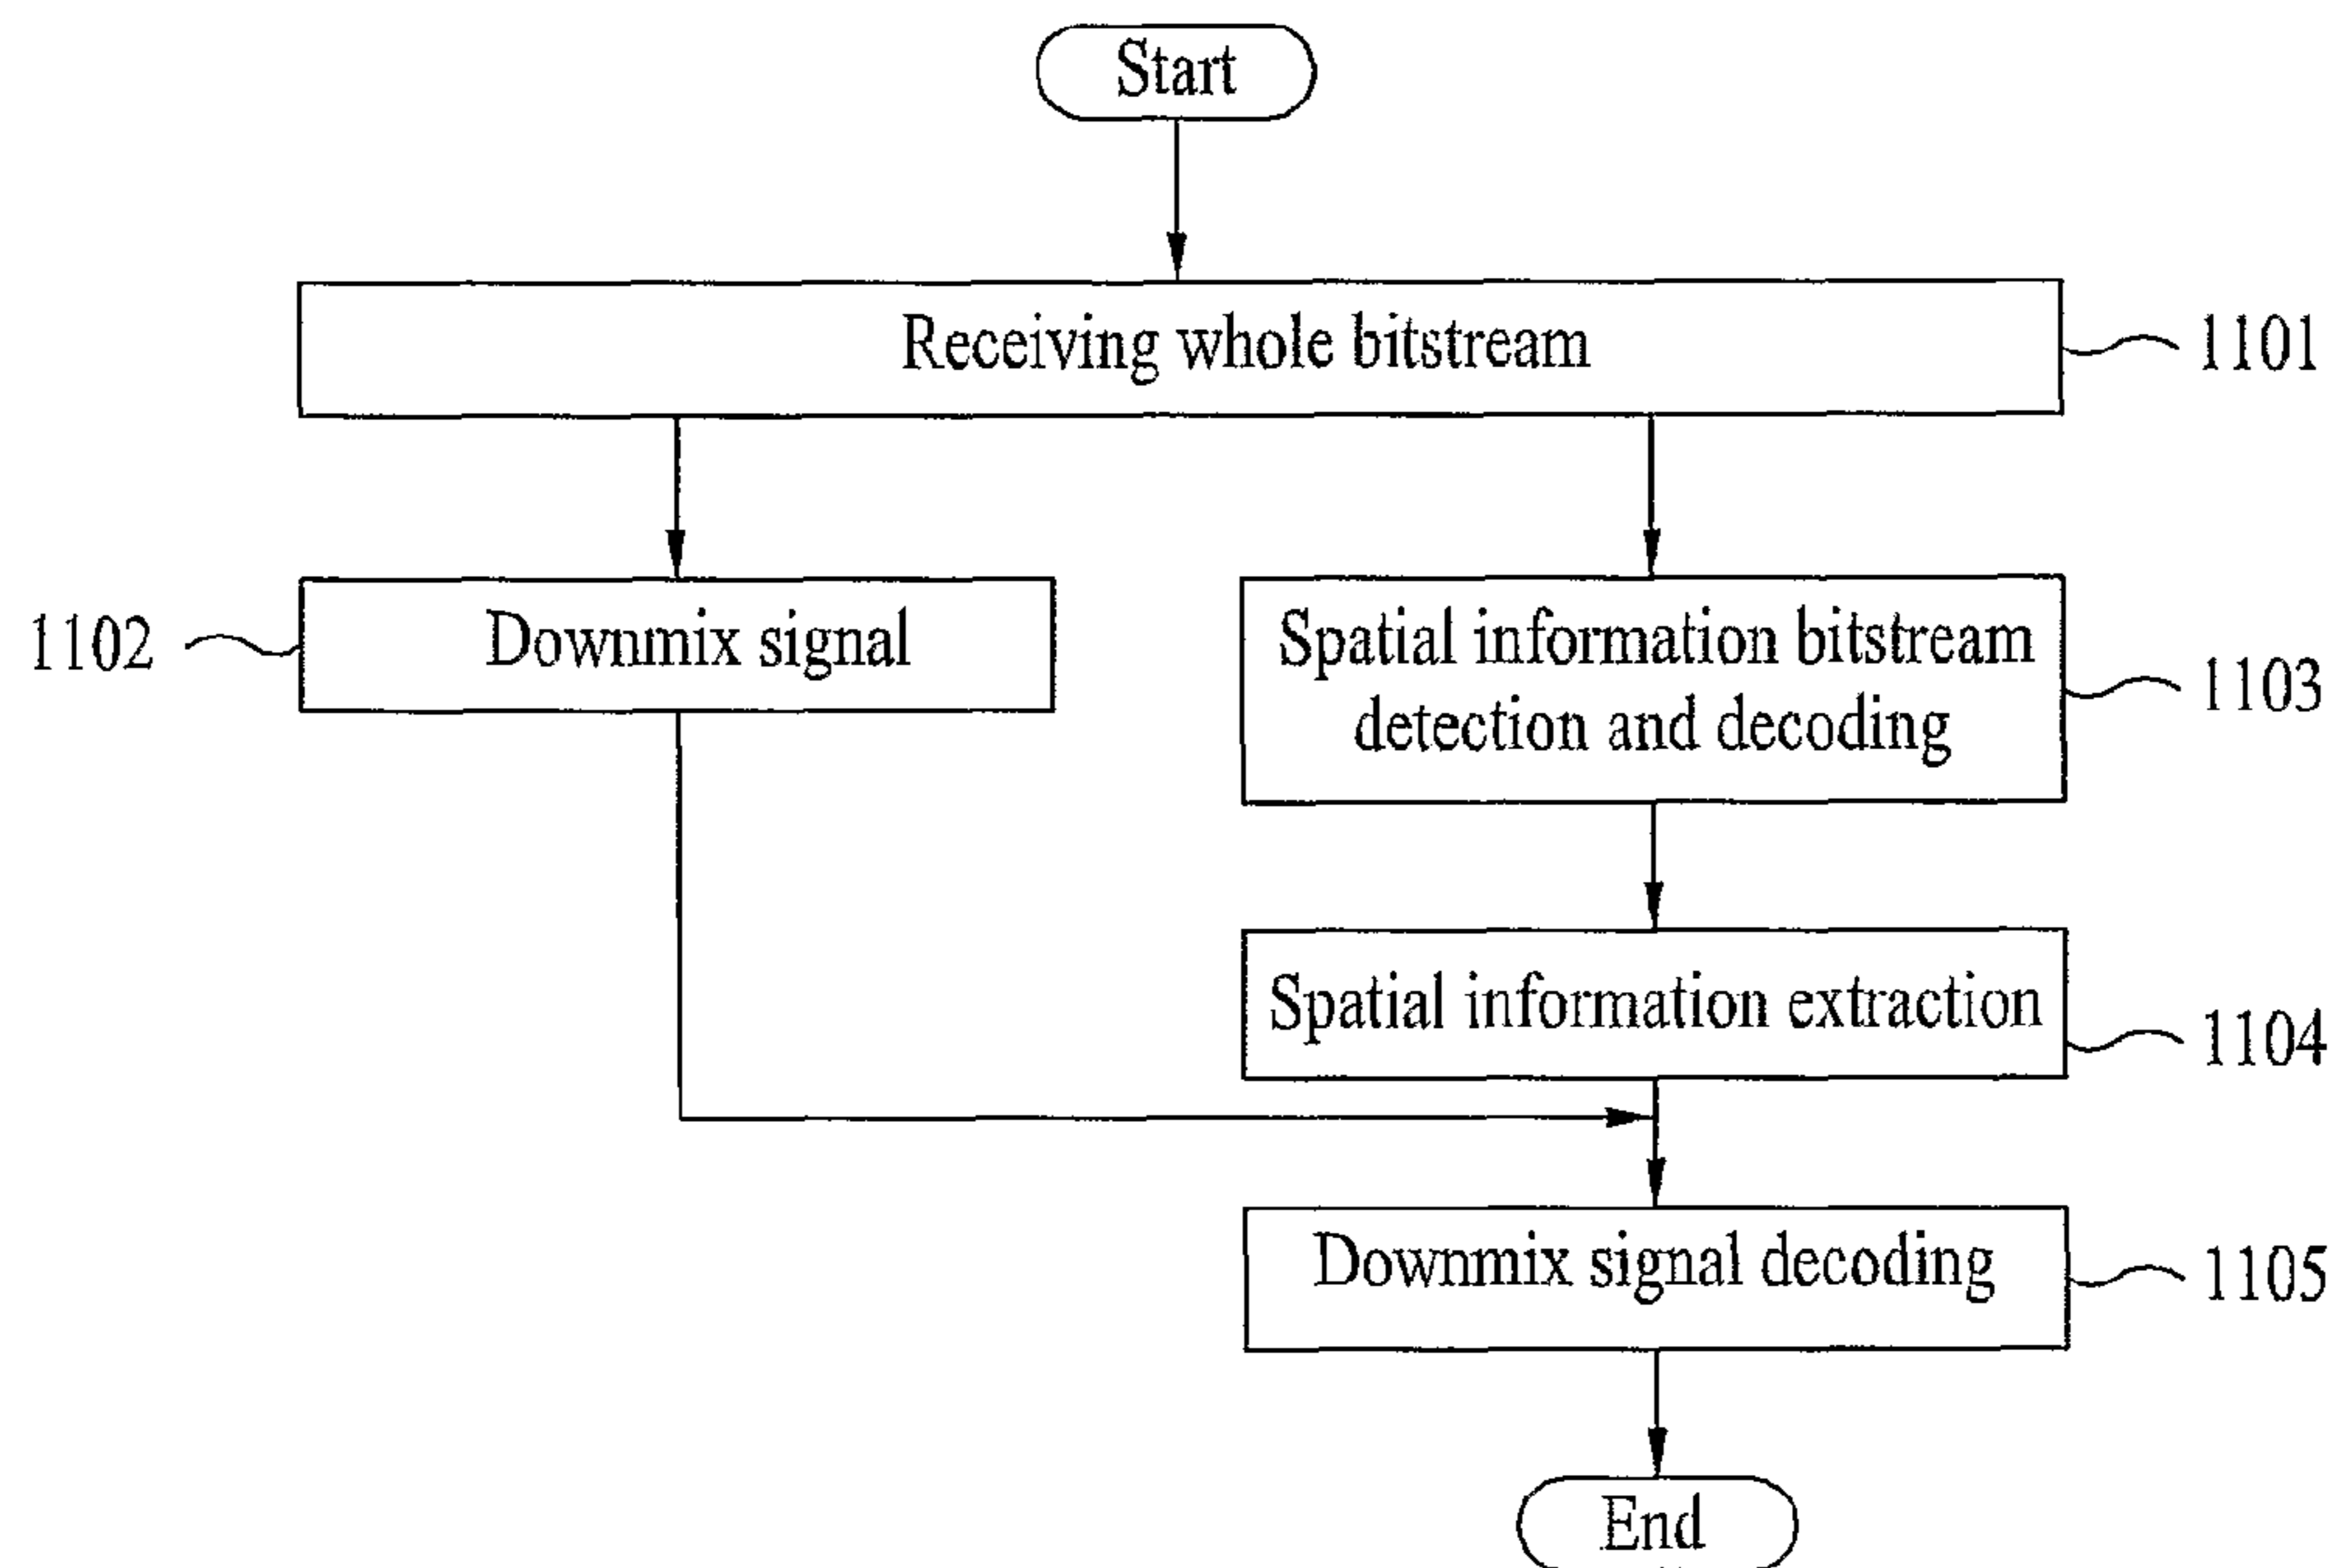 Start
Receiving whole bitstream
1101
1102
Downmix signal
Spatial information bitstream
detection and decoding
1103
Spatial information extraction
1104
Downmix signal decoding
1105
End